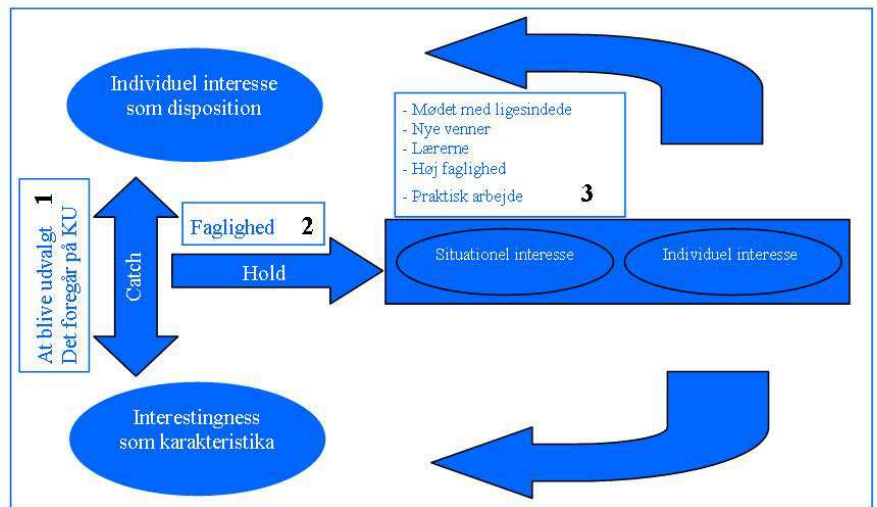 Individuel interesse
som disposition
- Mødet med ligesindede
- Nye venner
- Lærerne
- Høj faglighed
- Praktisk arbejde 3
At blive udvalgt 1
Det foregår på KU
Catch
Faglighed 2
Hold
Situationel interesse
Individuel interesse
Interestingness
som karakteristika